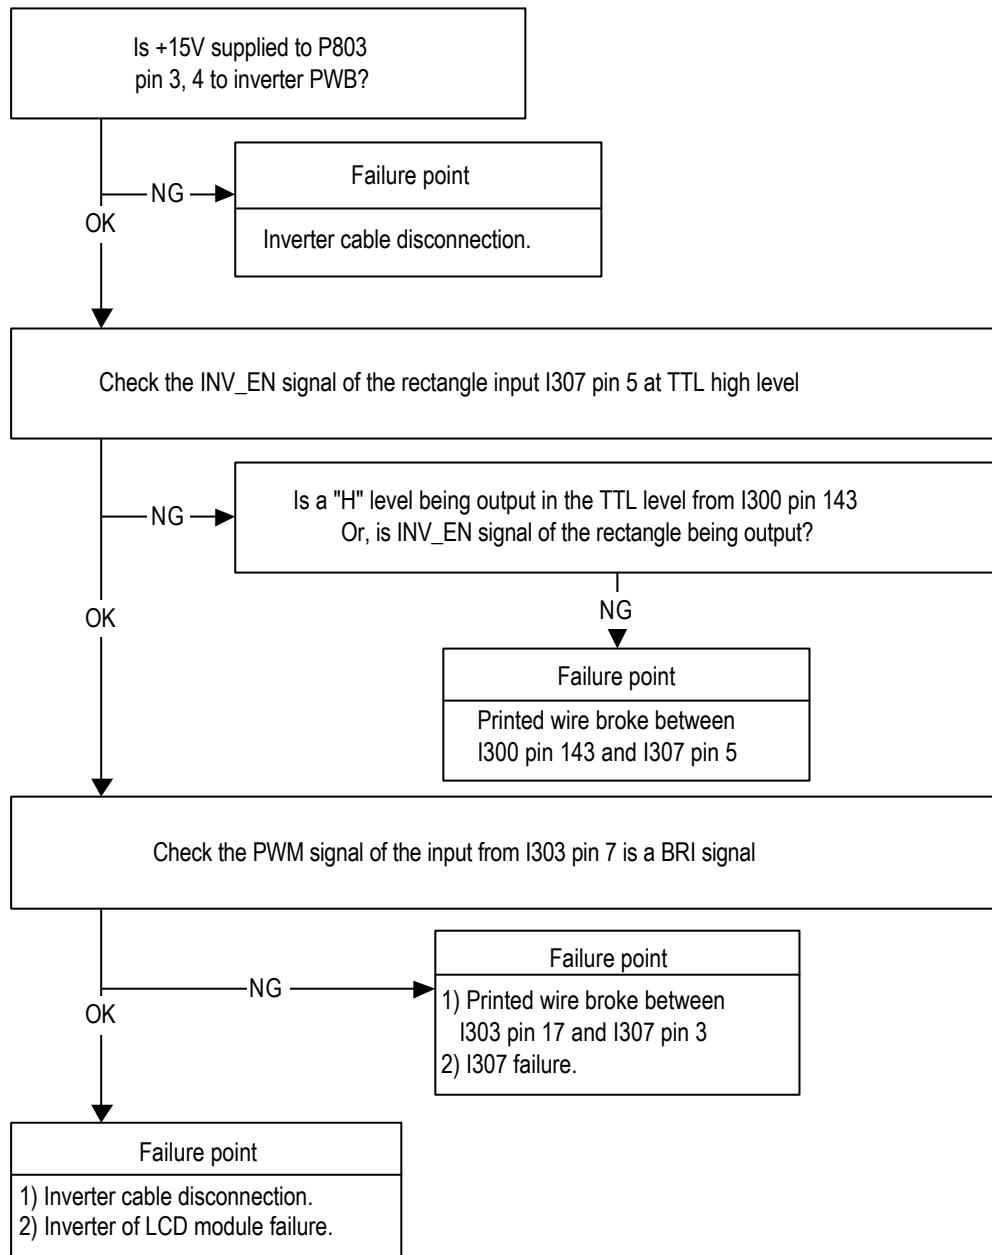 Is +15V supplied to P803
pin 3, 4 to inverter PWB?
NG
Failure point
Inverter cable disconnection.
OK
Check the INV_EN signal of the rectangle input I307 pin 5 at TTL high level
NG
Is a "H" level being output in the TTL level from I300 pin 143
Or, is INV_EN signal of the rectangle being output?
OK
NG
Failure point
Printed wire broke between
I300 pin 143 and I307 pin 5
Check the PWM signal of the input from I303 pin 7 is a BRI signal
NG
Failure point
1) Printed wire broke between
I303 pin 17 and I307 pin 3
2) I307 failure.
OK
Failure point
1) Inverter cable disconnection.
2) Inverter of LCD module failure.